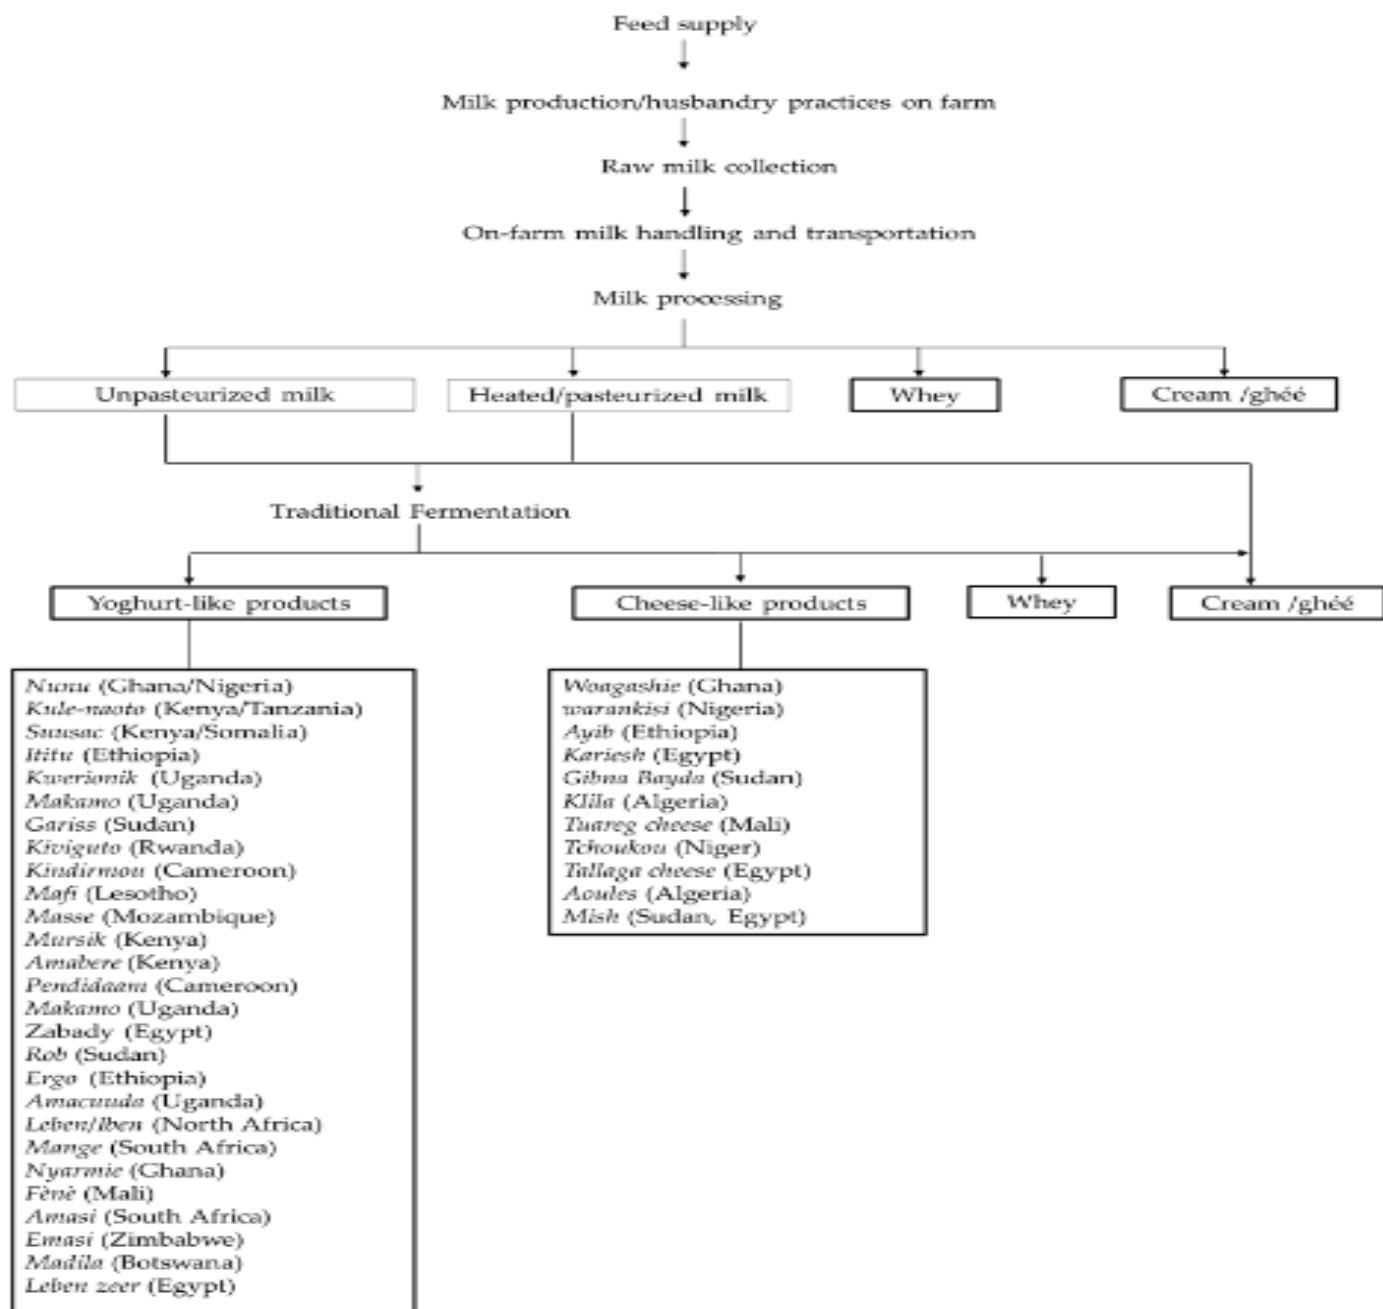 Feed supply
Milk production/husbandry practices on farm
Raw milk collection
On-farm milk handling and transportation
Milk processing
Unpasteurized milk
Heated/pasteurized milk
Whey
Cream /ghéé
Traditional Fermentation
Yoghurt-like products
Cheese-like products
Whey
Cream /ghéé
Nunu (Ghana/Nigeria)
Kule-naoto (Kenya/Tanzania)
Suusac (Kenya/Somalia)
Ititu (Ethiopia)
Kwerionik (Uganda)
Makamo (Uganda)
Gariss (Sudan)
Kiviguto (Rwanda)
Kindirmou (Cameroon)
Mafi (Lesotho)
Masse (Mozambique)
Mursik (Kenya)
Amabere (Kenya)
Pendidaam (Cameroon)
Makamo (Uganda)
Zabady (Egypt)
Rob (Sudan)
Ergo (Ethiopia)
Amacuuda (Uganda)
Leben/lben (North Africa)
Mange (South Africa)
Nyarmie (Ghana)
Fènè (Mali)
Amasi (South Africa)
Emasi (Zimbabwe)
Madila (Botswana)
Leben zeer (Egypt)
Woagashie (Ghana)
warankisi (Nigeria)
Ayib (Ethiopia)
Kariesh (Egypt)
Gibna Bayda (Sudan)
Klila (Algeria)
Tuareg cheese (Mali)
Tchoukou (Niger)
Tallaga cheese (Egypt)
Aoules (Algeria)
Mish (Sudan, Egypt)